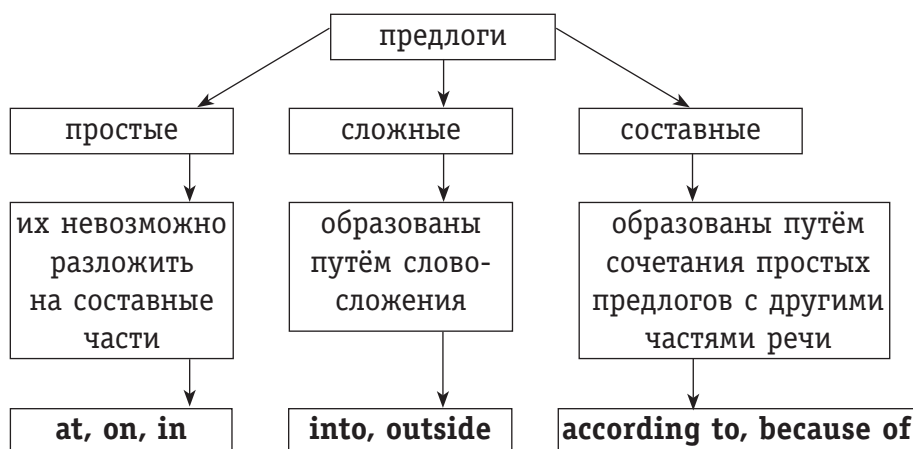 предлоги
простые
сложные
составные
их невозможно
разложить
на составные
части
образованы
путём слово-
сложения
образованы путём
сочетания простых
предлогов с другими
частями речи
at, on, in
into, outside
according to, because of